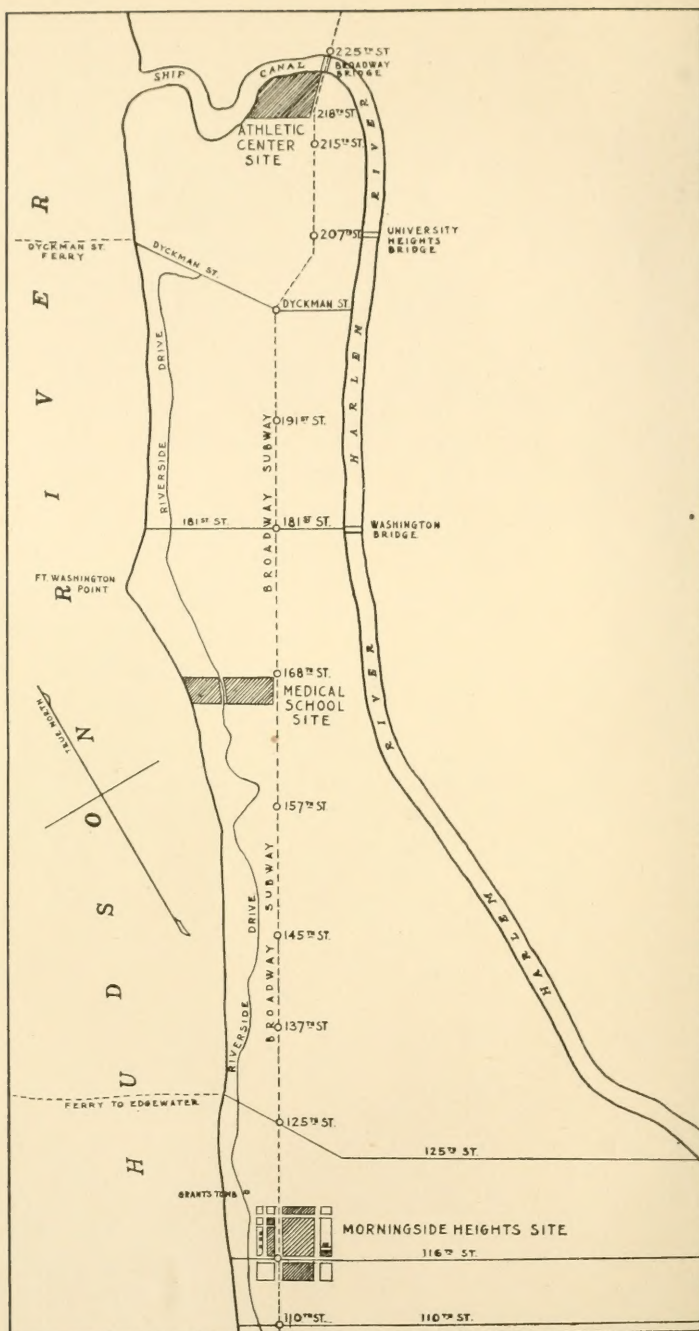 225TH ST
BROADWAY
BRIDGE
SHIP CANAL
218TH ST.
ATHLETIC
CENTER
SITE
215TH ST.
HARLEM RIVER
207TH ST.
UNIVERSITY
HEIGHTS
BRIDGE
DYCKMAN ST.
FERRY
DYCKMAN ST.
DYCKMAN ST.
RIVERSIDE DRIVE
191ST ST.
BROADWAY SUBWAY
181ST ST.
181ST ST.
WASHINGTON
BRIDGE
FT. WASHINGTON
POINT
168TH ST.
MEDICAL
SCHOOL
SITE
TRUE NORTH
HUDSON RIVER
157TH ST.
HARLEM RIVER
145TH ST.
BROADWAY SUBWAY
RIVERSIDE DRIVE
137TH ST.
FERRY TO EDGEWATER
125TH ST.
125TH ST.
GRANTS TOMB
MORNINGSIDE HEIGHTS SITE
116TH ST.
110TH ST.
110TH ST.